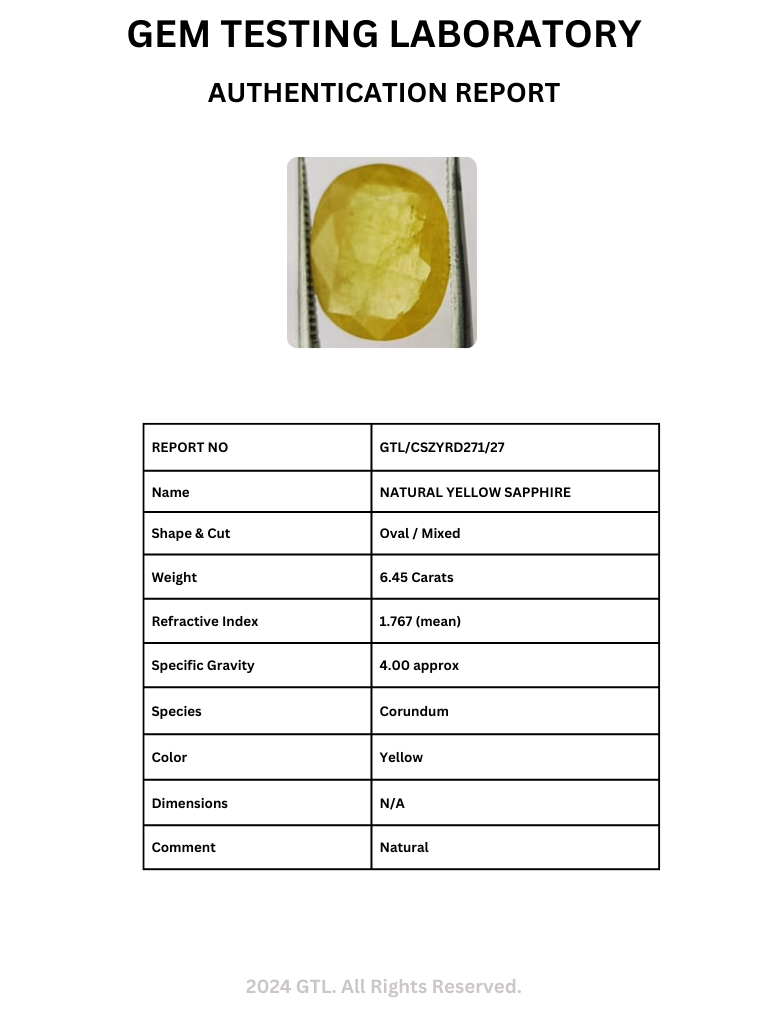 GEM TESTING LABORATORY
AUTHENTICATION REPORT
REPORT NO GTL/CSZYRD271/27
Name NATURAL YELLOW SAPPHIRE
Shape & Cut Oval / Mixed
Weight 6.45 Carats
Refractive Index 1.767 (mean)
Specific Gravity 4.00 approx
Species Corundum
Color Yellow
Dimensions N/A
Comment Natural
2024 GTL. All Rights Reserved.